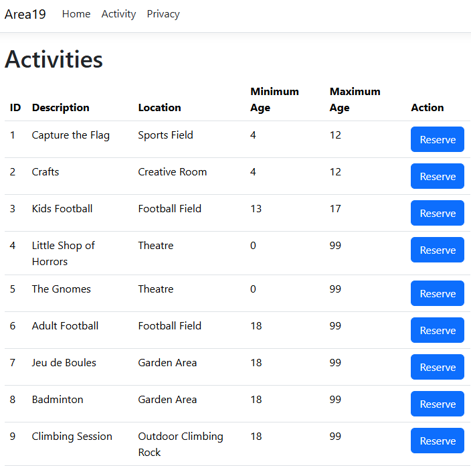 Area19 Home Activity Privacy
Activities
ID Description Location Minimum Age Maximum Age Action
1 Capture the Flag Sports Field 4 12 Reserve
2 Crafts Creative Room 4 12 Reserve
3 Kids Football Football Field 13 17 Reserve
4 Little Shop of Horrors Theatre 0 99 Reserve
5 The Gnomes Theatre 0 99 Reserve
6 Adult Football Football Field 18 99 Reserve
7 Jeu de Boules Garden Area 18 99 Reserve
8 Badminton Garden Area 18 99 Reserve
9 Climbing Session Outdoor Climbing Rock 18 99 Reserve